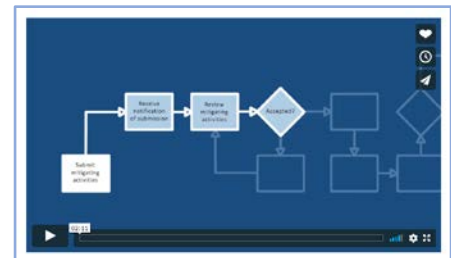 Receive
notification
of submission
Review
mitigating
activities
Accepted?
Submit
mitigating
activities
02:11